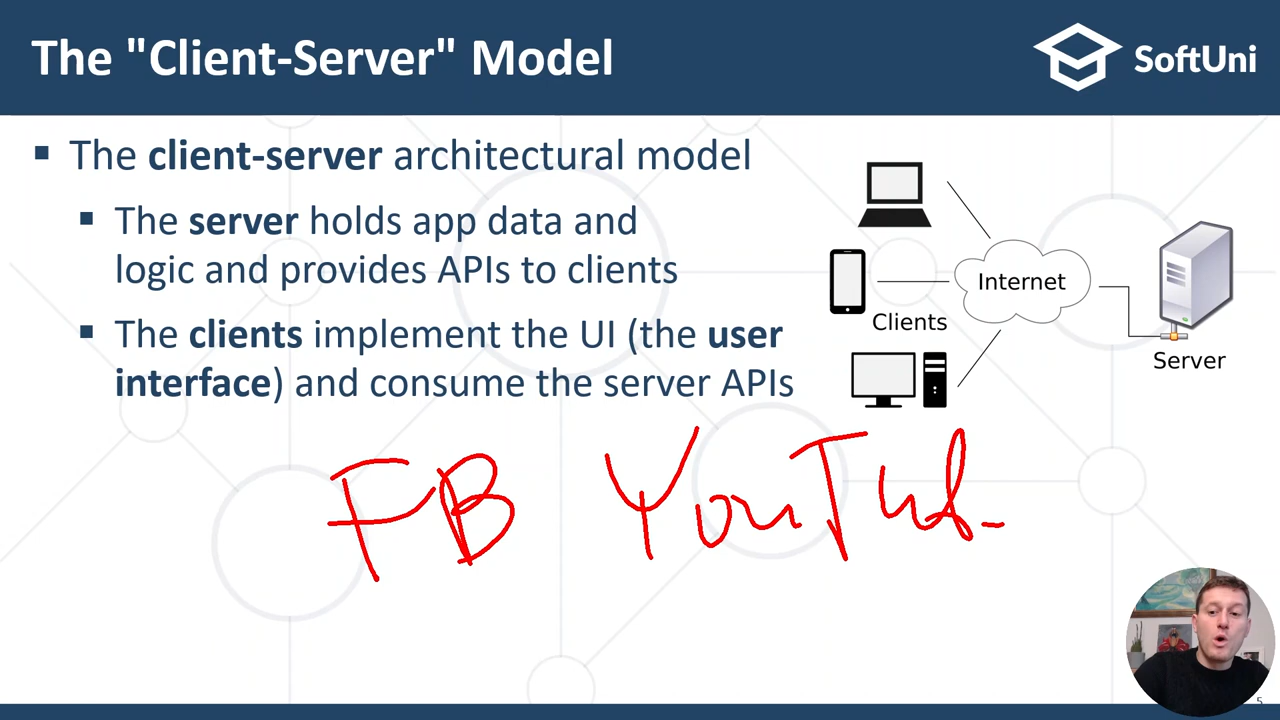 The "Client-Server" Model
SoftUni
▪ The client-server architectural model
▪ The server holds app data and
logic and provides APIs to clients
▪ The clients implement the UI (the user
interface) and consume the server APIs
Internet
Clients
Server
FB YouTub
5